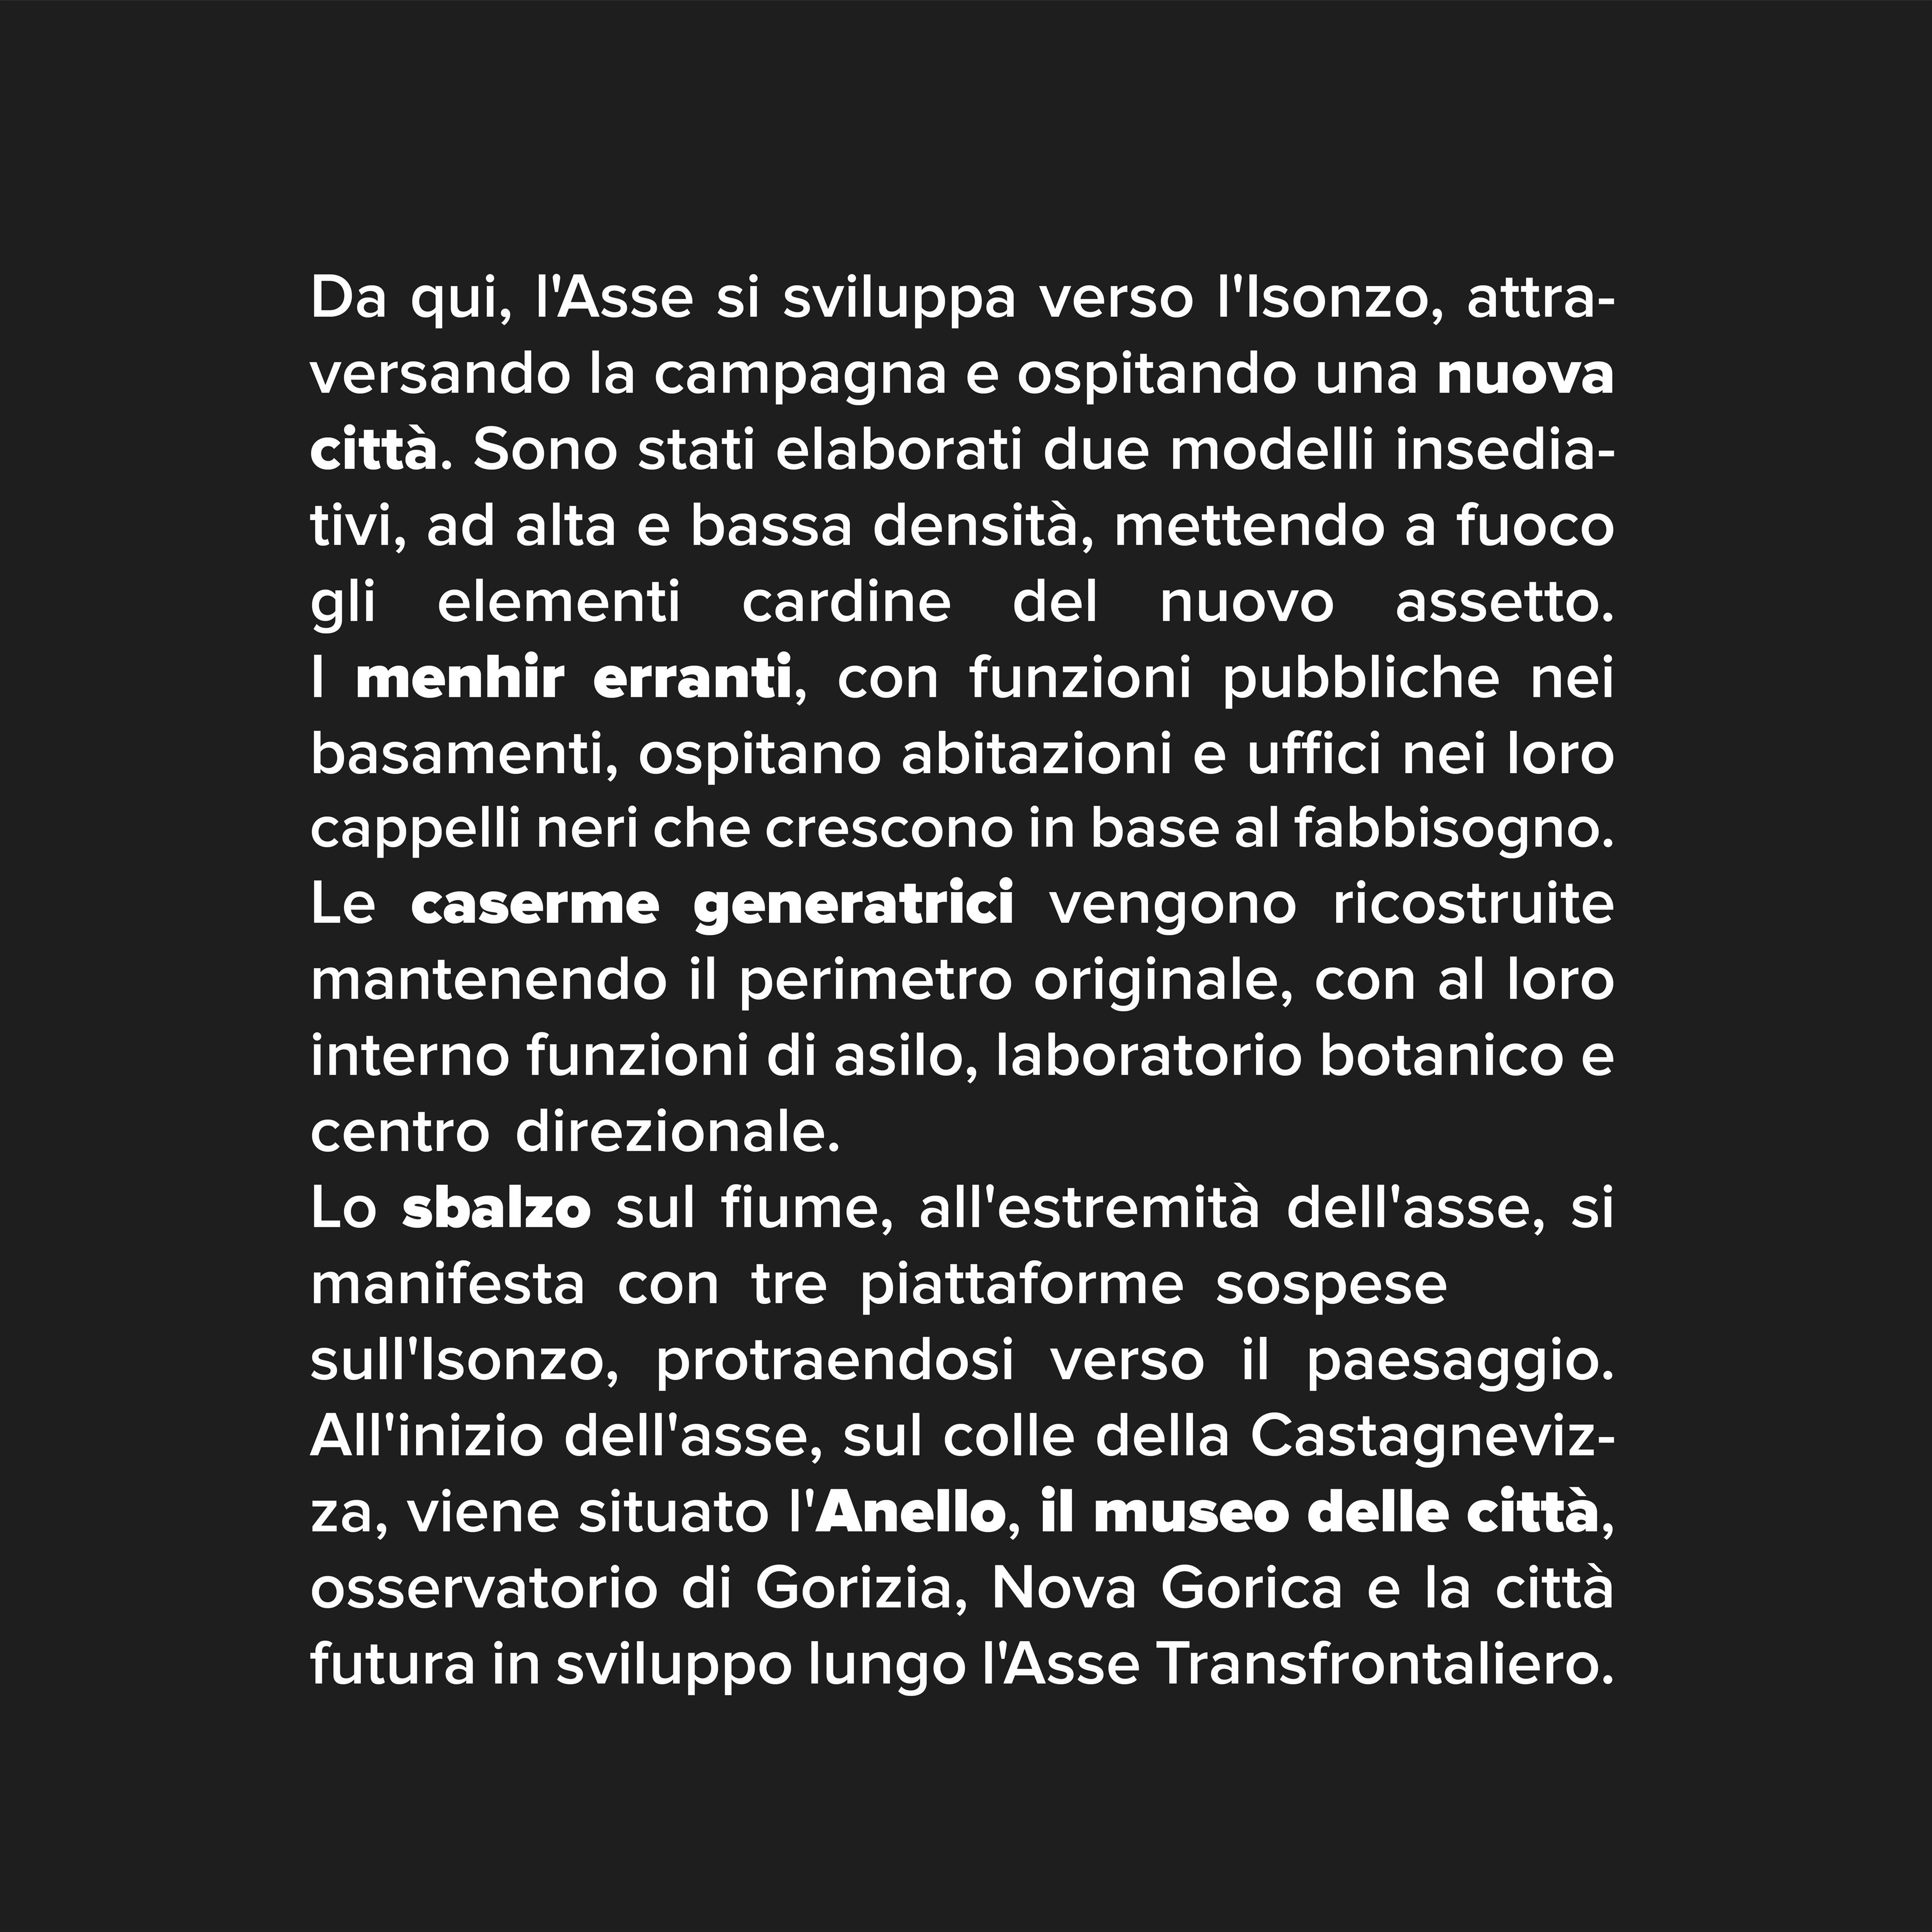 Da qui, l'Asse si sviluppa verso l'Isonzo, attra-
versando la campagna e ospitando una nuova
città. Sono stati elaborati due modelli insedia-
tivi, ad alta e bassa densità, mettendo a fuoco
gli elementi cardine del nuovo assetto.
I menhir erranti, con funzioni pubbliche nei
basamenti, ospitano abitazioni e uffici nei loro
cappelli neri che crescono in base al fabbisogno.
Le caserme generatrici vengono ricostruite
mantenendo il perimetro originale, con al loro
interno funzioni di asilo, laboratorio botanico e
centro direzionale.
Lo sbalzo sul fiume, all'estremità dell'asse, si
manifesta con tre piattaforme sospese
sull'Isonzo, protraendosi verso il paesaggio.
All'inizio dell'asse, sul colle della Castagneviz-
za, viene situato l'Anello, il museo delle città,
osservatorio di Gorizia, Nova Gorica e la città
futura in sviluppo lungo l'Asse Transfrontaliero.